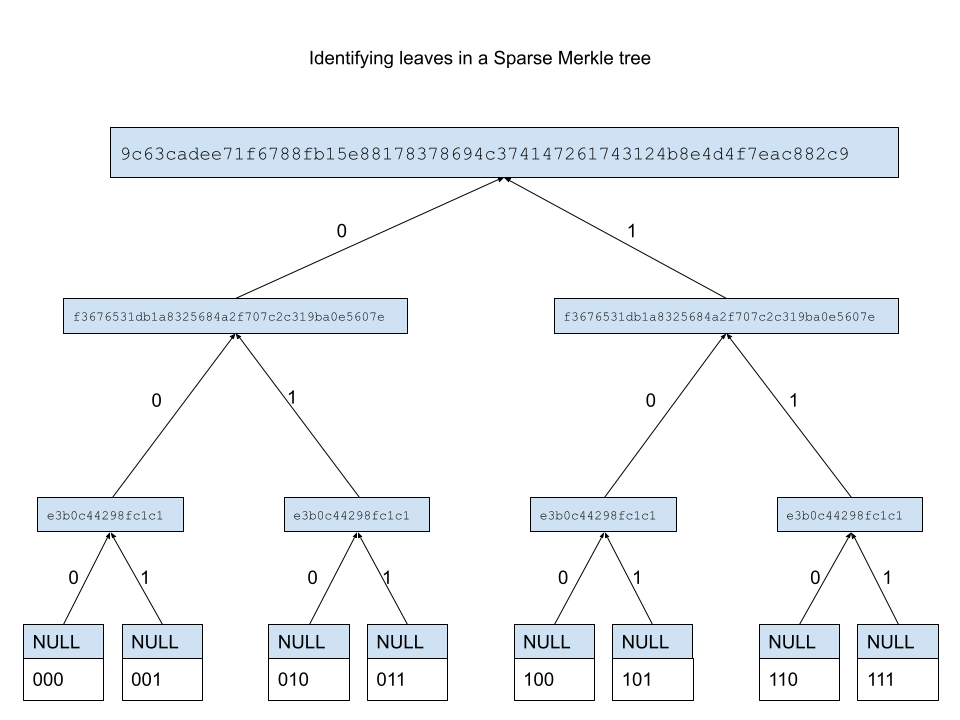 Identifying leaves in a Sparse Merkle tree
9c63cadee71f6788fb15e88178378694c374147261743124b8e4d4f7eac882c9
0
1
f3676531db1a8325684a2f707c2c319ba0e5607e
f3676531db1a8325684a2f707c2c319ba0e5607e
0
1
0
1
e3b0c44298fc1c1
e3b0c44298fc1c1
e3b0c44298fc1c1
e3b0c44298fc1c1
0
1
0
1
0
1
0
1
NULL
NULL
NULL
NULL
NULL
NULL
NULL
NULL
000
001
010
011
100
101
110
111